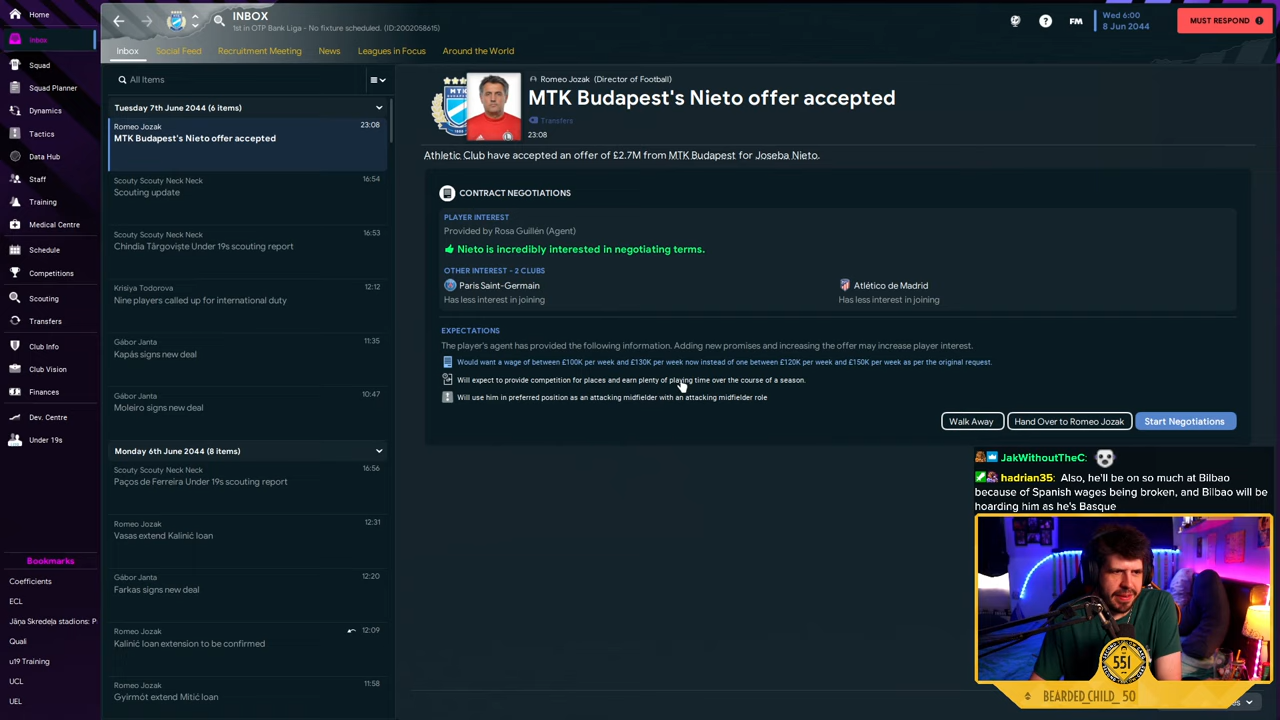 INBOX
1st in OTP Bank Liga - No fixture scheduled. (ID:2002058615)
FM
Wed 6:00
8 Jun 2044
MUST RESPOND
Inbox
Social Feed
Recruitment Meeting
News
Leagues in Focus
Around the World
Home
Inbox
Squad
Squad Planner
Dynamics
Tactics
Data Hub
Staff
Training
Medical Centre
Schedule
Competitions
Scouting
Transfers
Club Info
Club Vision
Finances
Dev. Centre
Under 19s
Bookmarks
Coefficients
ECL
Jāņa Skredeļa stadions: P
Quali
u19 Training
UCL
UEL
All Items
Tuesday 7th June 2044 (6 items)
Romeo Jozak 23:08
MTK Budapest's Nieto offer accepted
Scouty Scouty Neck Neck 16:54
Scouting update
Scouty Scouty Neck Neck 16:53
Chindia Târgoviște Under 19s scouting report
Krisiya Todorova 12:12
Nine players called up for international duty
Gábor Janta 11:35
Kapás signs new deal
Gábor Janta 10:47
Moleiro signs new deal
Monday 6th June 2044 (8 items)
Scouty Scouty Neck Neck 16:56
Paços de Ferreira Under 19s scouting report
Romeo Jozak 12:31
Vasas extend Kalinić loan
Gábor Janta 12:20
Farkas signs new deal
Romeo Jozak 12:09
Kalinić loan extension to be confirmed
Romeo Jozak 11:58
Gyirmót extend Mitić loan
MTK
Romeo Jozak (Director of Football)
MTK Budapest's Nieto offer accepted
Transfers
23:08
Athletic Club have accepted an offer of £2.7M from MTK Budapest for Joseba Nieto.
CONTRACT NEGOTIATIONS
PLAYER INTEREST
Provided by Rosa Guillén (Agent)
Nieto is incredibly interested in negotiating terms.
OTHER INTEREST - 2 CLUBS
Paris Saint-Germain
Has less interest in joining
Atlético de Madrid
Has less interest in joining
EXPECTATIONS
The player's agent has provided the following information. Adding new promises and increasing the offer may increase player interest.
Would want a wage of between £100K per week and £130K per week now instead of one between £120K per week and £150K per week as per the original request.
Will expect to provide competition for places and earn plenty of playing time over the course of a season.
Will use him in preferred position as an attacking midfielder with an attacking midfielder role
Walk Away
Hand Over to Romeo Jozak
Start Negotiations
JakWithoutTheC:
hadrian35: Also, he'll be on so much at Bilbao
because of Spanish wages being broken, and Bilbao will be
hoarding him as he's Basque
551
BEARDED_CHILD_ 50